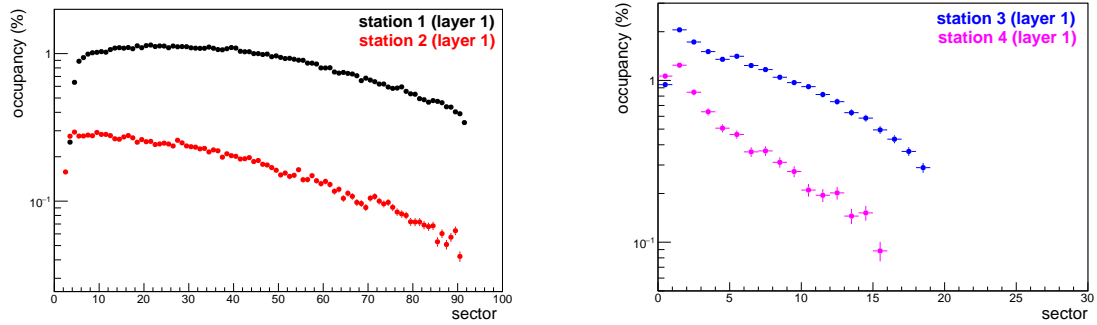 occupancy (%)
station 1 (layer 1)
station 2 (layer 1)
1
10⁻¹
0 10 20 30 40 50 60 70 80 90 100
sector
occupancy (%)
station 3 (layer 1)
station 4 (layer 1)
1
10⁻¹
0 5 10 15 20 25 30
sector